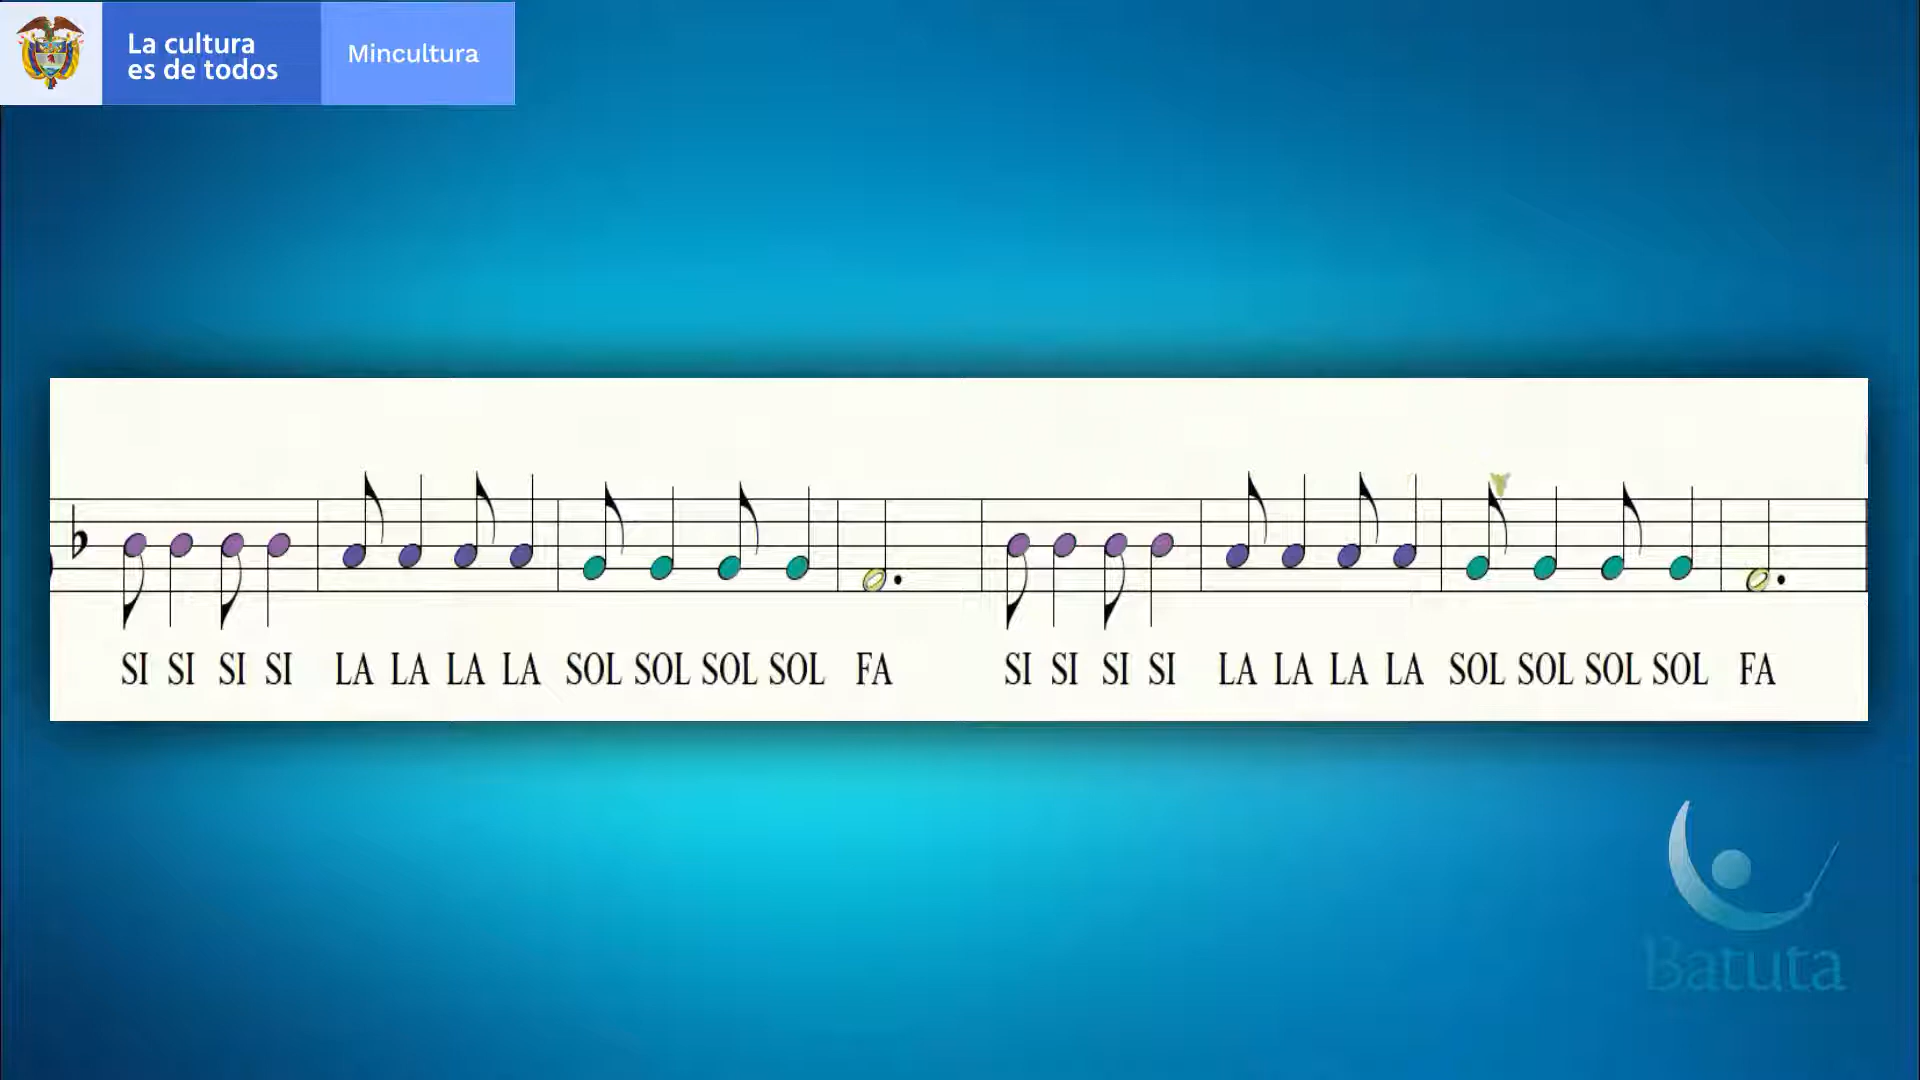 La cultura
es de todos
Mincultura
SI SI SI SI LA LA LA LA SOL SOL SOL SOL FA SI SI SI SI LA LA LA LA SOL SOL SOL SOL FA
Batuta